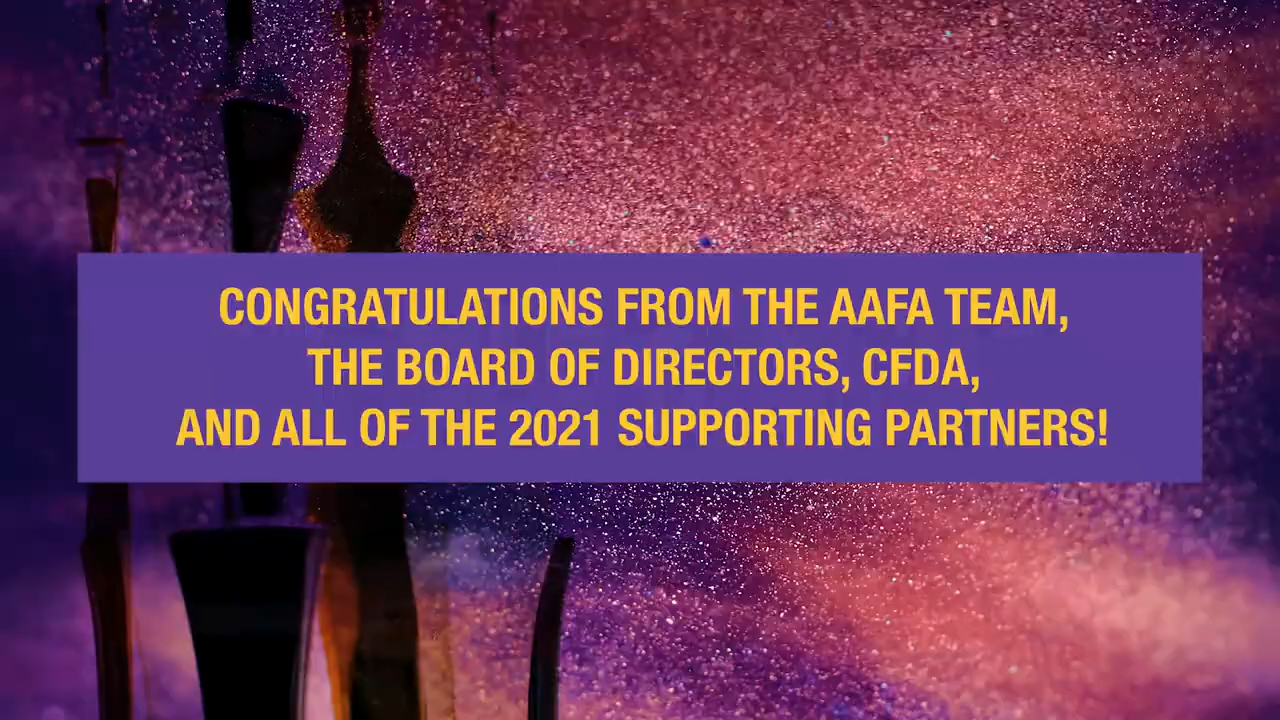 CONGRATULATIONS FROM THE AAFA TEAM,
THE BOARD OF DIRECTORS, CFDA,
AND ALL OF THE 2021 SUPPORTING PARTNERS!